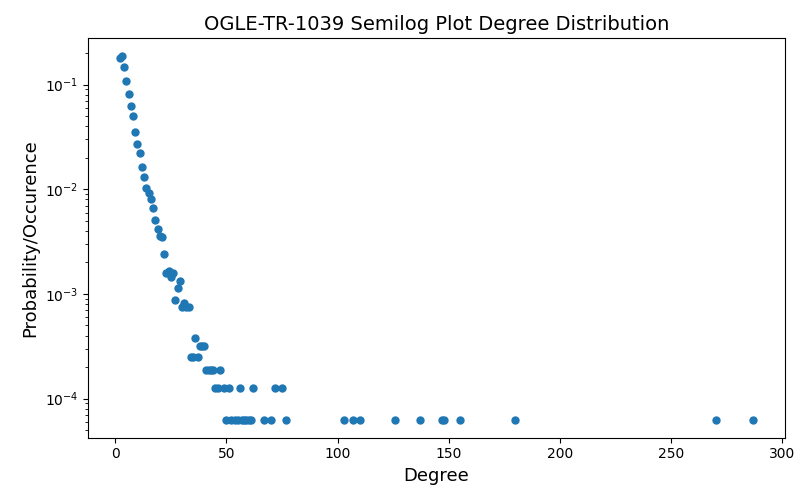 OGLE-TR-1039 Semilog Plot Degree Distribution
Probability/Occurence
10⁻¹
10⁻²
10⁻³
10⁻⁴
0 50 100 150 200 250 300
Degree